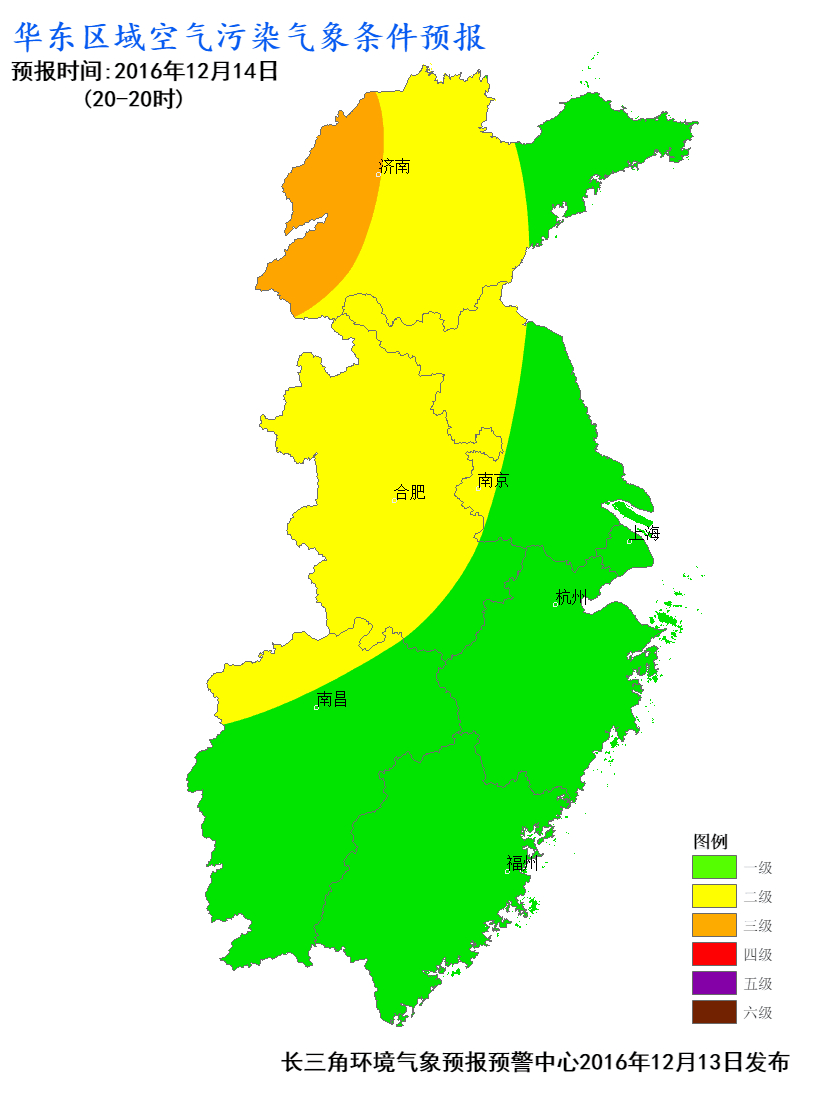 华东区域空气污染气象条件预报
预报时间:2016年12月14日
(20-20时)
济南
南京
合肥
上海
杭州
南昌
福州
图例
一级
二级
三级
四级
五级
六级
长三角环境气象预报预警中心2016年12月13日发布